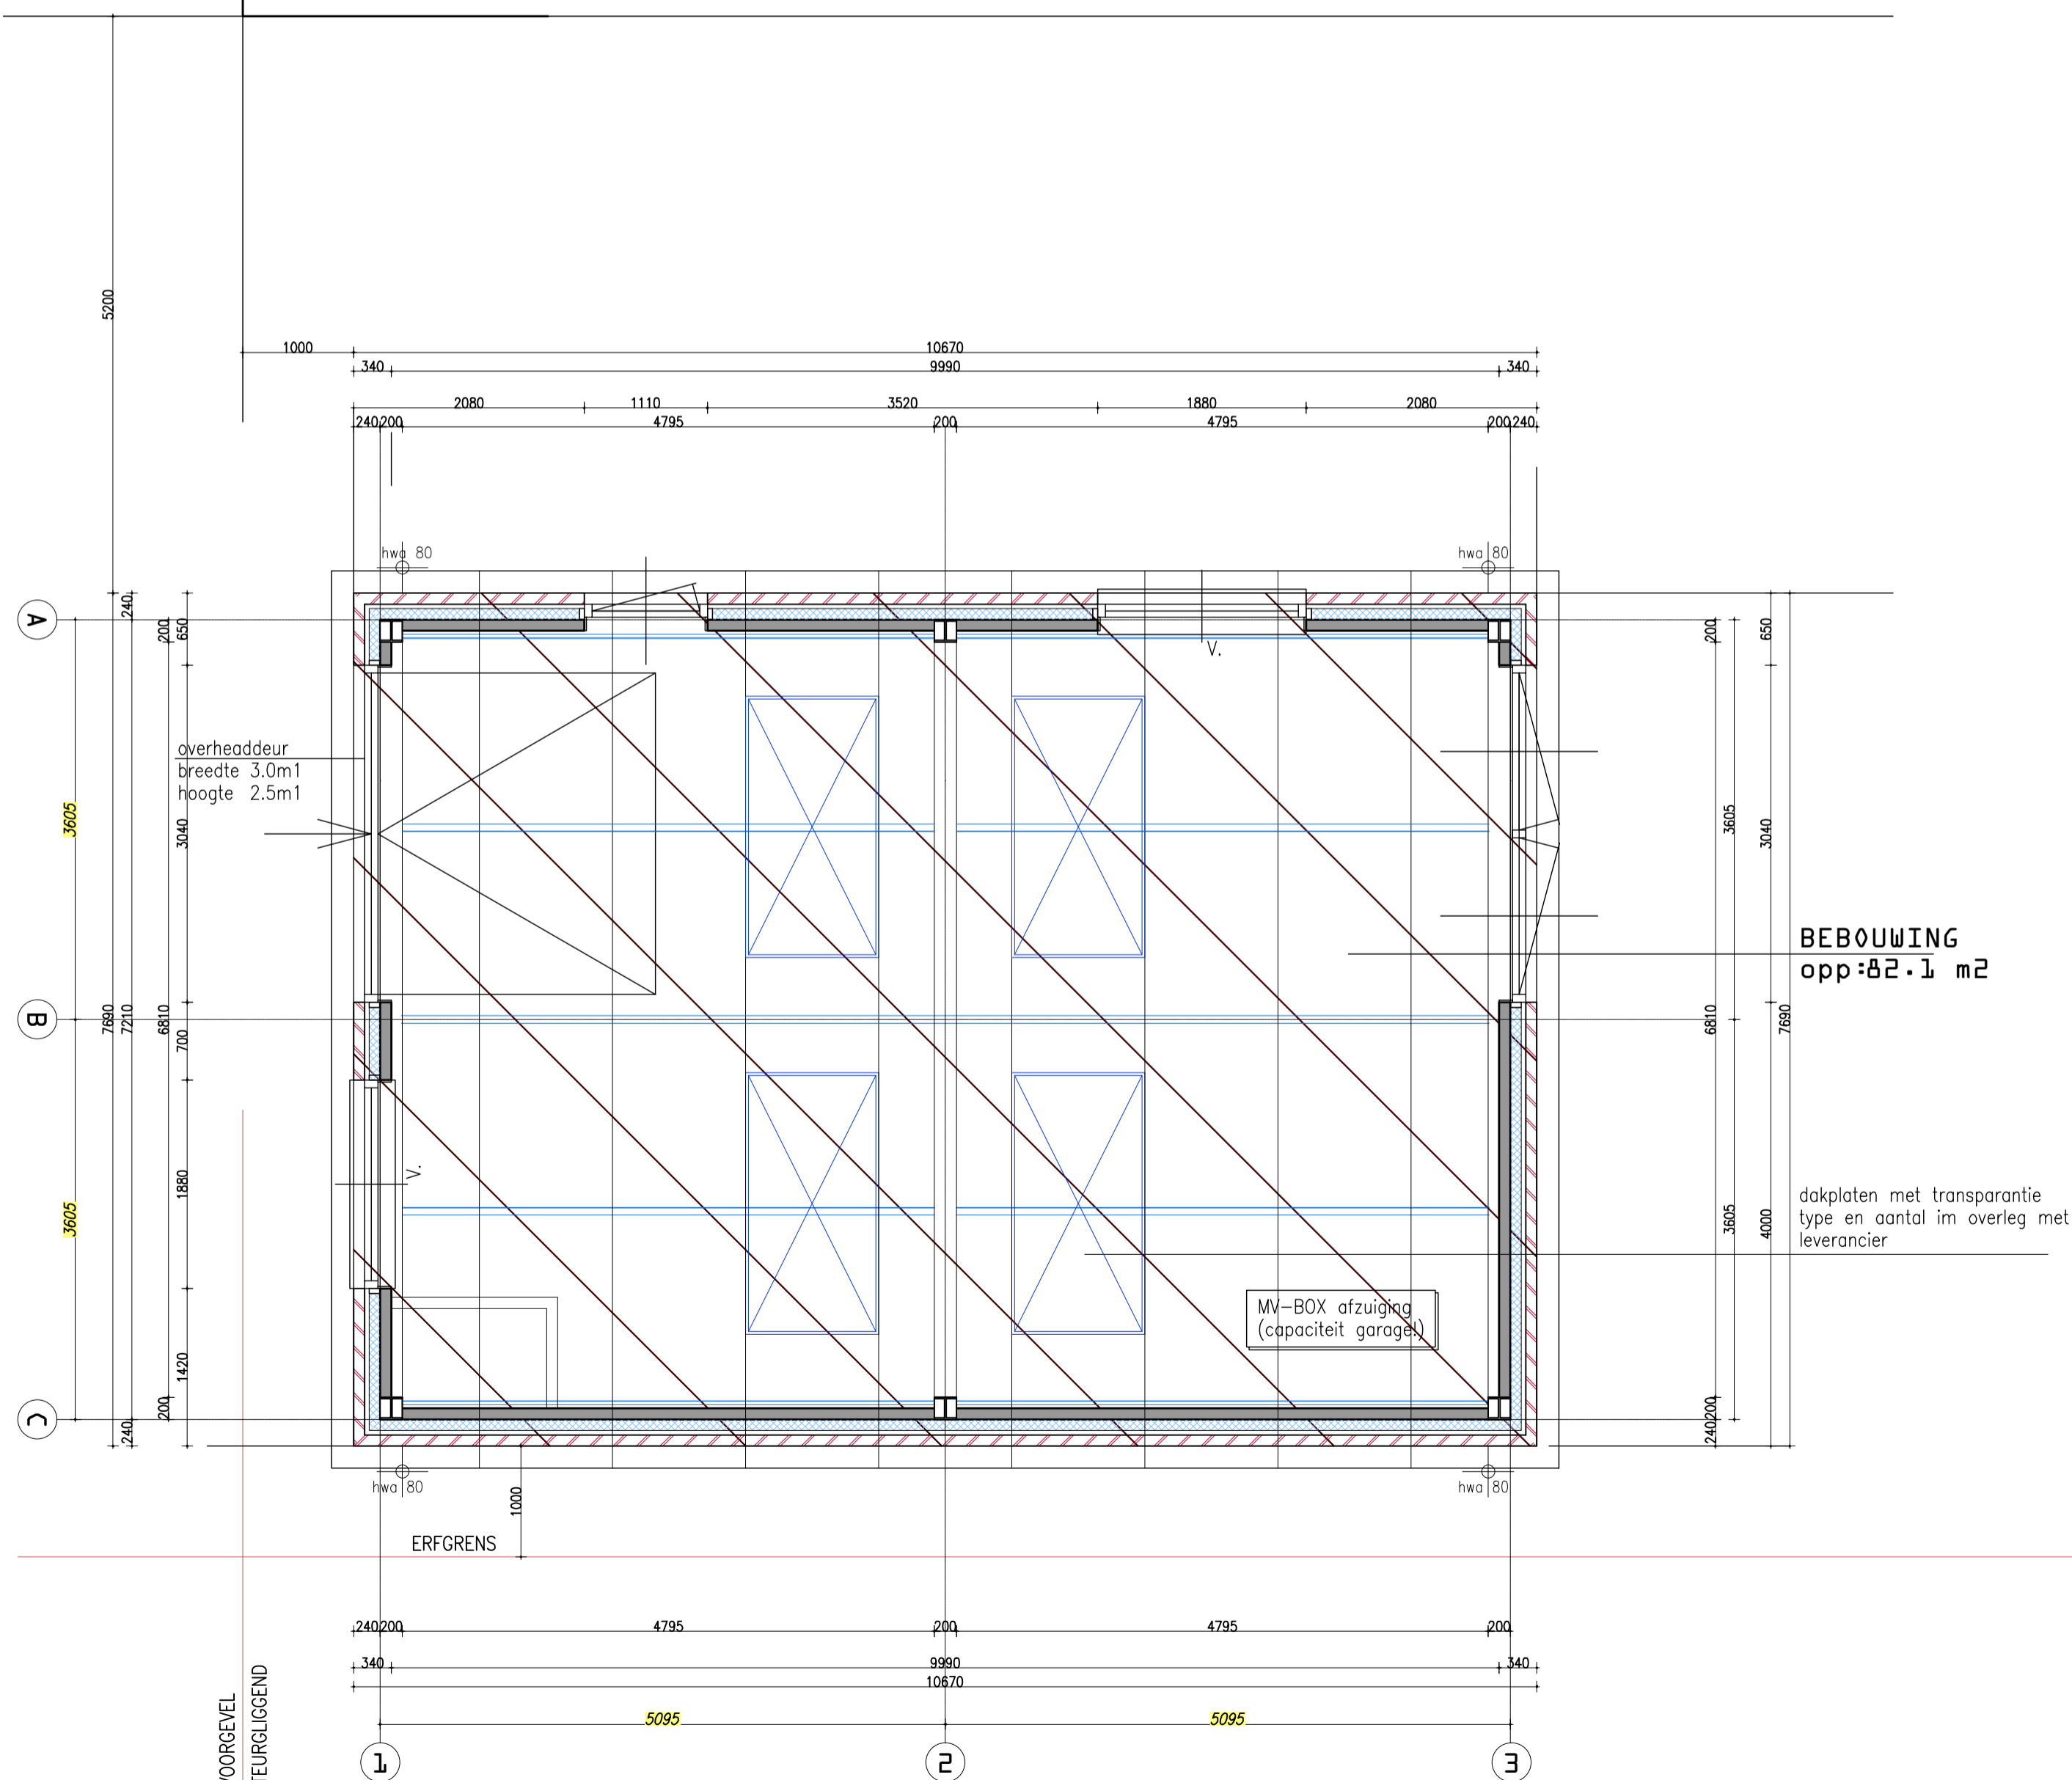 5200
1000
10670
340
9990
340
2080
1110
3520
1880
2080
240
200
4795
200
4795
200
240
hwa 80
hwa 80
A
240
200
650
V.
200
650
overheaddeur
breedte 3.0m1
hoogte 2.5m1
3605
3040
3605
3040
BEBOUWING
opp:82.1 m2
B
7690
7210
6810
700
6810
7690
V.
1880
3605
3605
4000
dakplaten met transparantie
type en aantal im overleg met
leverancier
MV-BOX afzuiging
(capaciteit garage!)
1420
200
240
C
240
200
hwa 80
hwa 80
1000
ERFGRENS
240
200
4795
200
4795
200
340
9990
340
10670
5095
5095
VOORGEVEL
TEURGLIGGEND
1
2
3